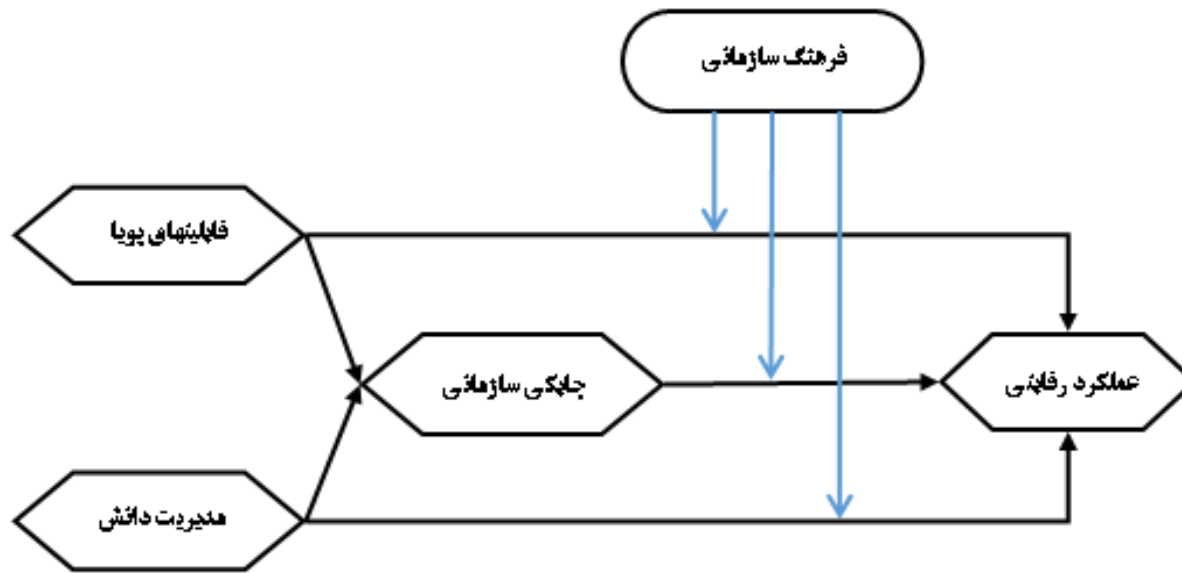 فرهنگ سازمانی
قابلیتهای پویا
چابکی سازمانی
عملکرد رقابتی
مدیریت دانش